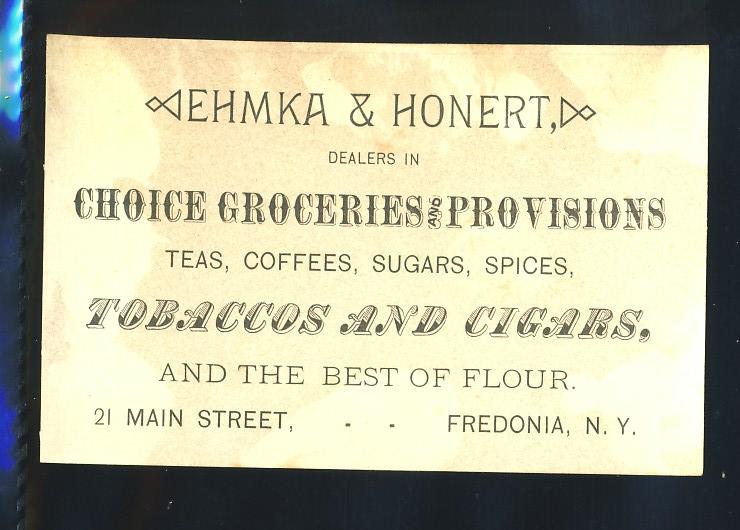 EHMKA & HONERT,
DEALERS IN
CHOICE GROCERIES AND PROVISIONS
TEAS, COFFEES, SUGARS, SPICES,
TOBACCOS AND CIGARS,
AND THE BEST OF FLOUR.
21 MAIN STREET, - - FREDONIA, N. Y.